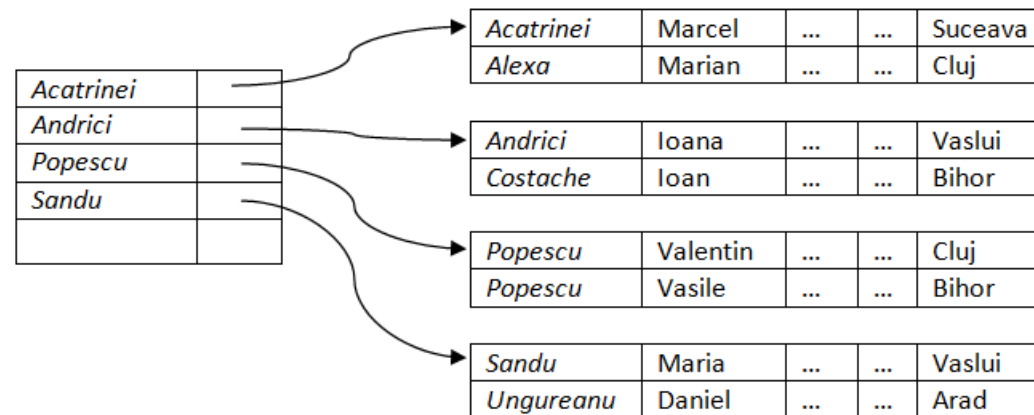 Acatrinei
Andrici
Popescu
Sandu
Acatrinei Marcel ... ... Suceava
Alexa Marian ... ... Cluj
Andrici Ioana ... ... Vaslui
Costache Ioan ... ... Bihor
Popescu Valentin ... ... Cluj
Popescu Vasile ... ... Bihor
Sandu Maria ... ... Vaslui
Ungureanu Daniel ... ... Arad